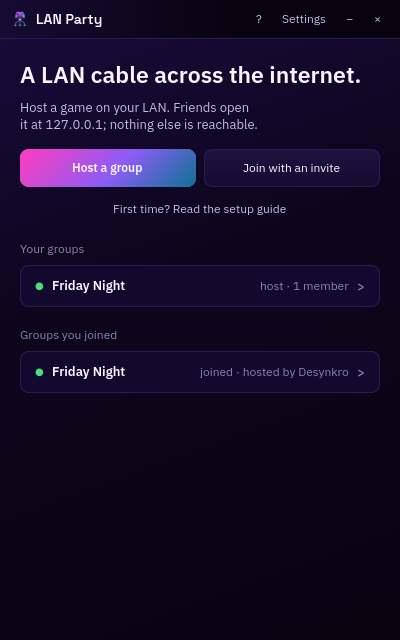 LAN Party
? Settings – ×
A LAN cable across the internet.
Host a game on your LAN. Friends open
it at 127.0.0.1; nothing else is reachable.
Host a group
Join with an invite
First time? Read the setup guide
Your groups
Friday Night
host · 1 member >
Groups you joined
Friday Night
joined · hosted by Desynkro >